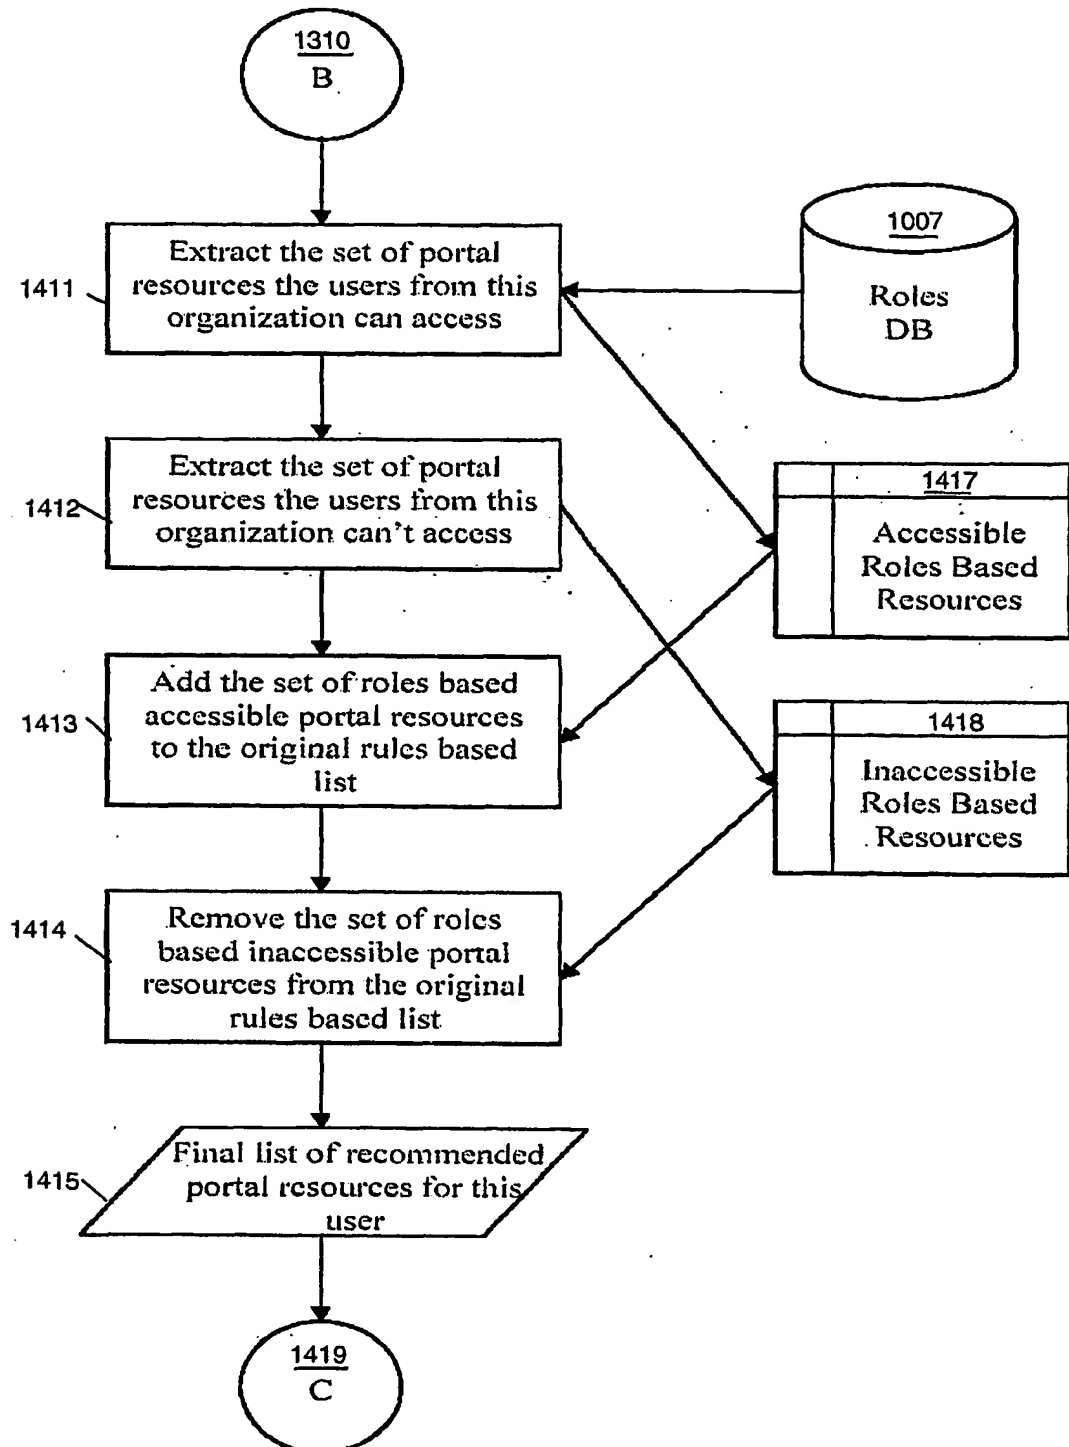 1310
B
1411
Extract the set of portal
resources the users from this
organization can access
1007
Roles
DB
1412
Extract the set of portal
resources the users from this
organization can't access
1417
Accessible
Roles Based
Resources
1413
Add the set of roles based
accessible portal resources
to the original rules based
list
1418
Inaccessible
Roles Based
Resources
1414
Remove the set of roles
based inaccessible portal
resources from the original
rules based list
1415
Final list of recommended
portal resources for this
user
1419
C